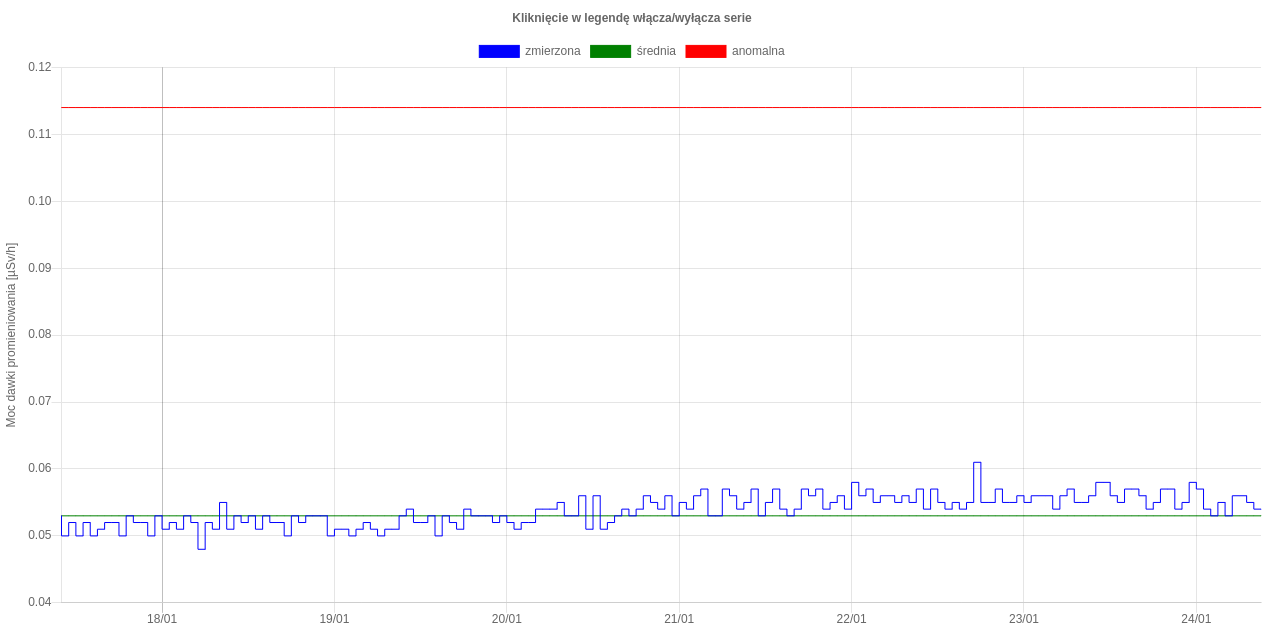 Kliknięcie w legendę włącza/wyłącza serie
zmierzona średnia anomalna
Moc dawki promieniowania [µSv/h]
0.12
0.11
0.10
0.09
0.08
0.07
0.06
0.05
0.04
18/01 19/01 20/01 21/01 22/01 23/01 24/01